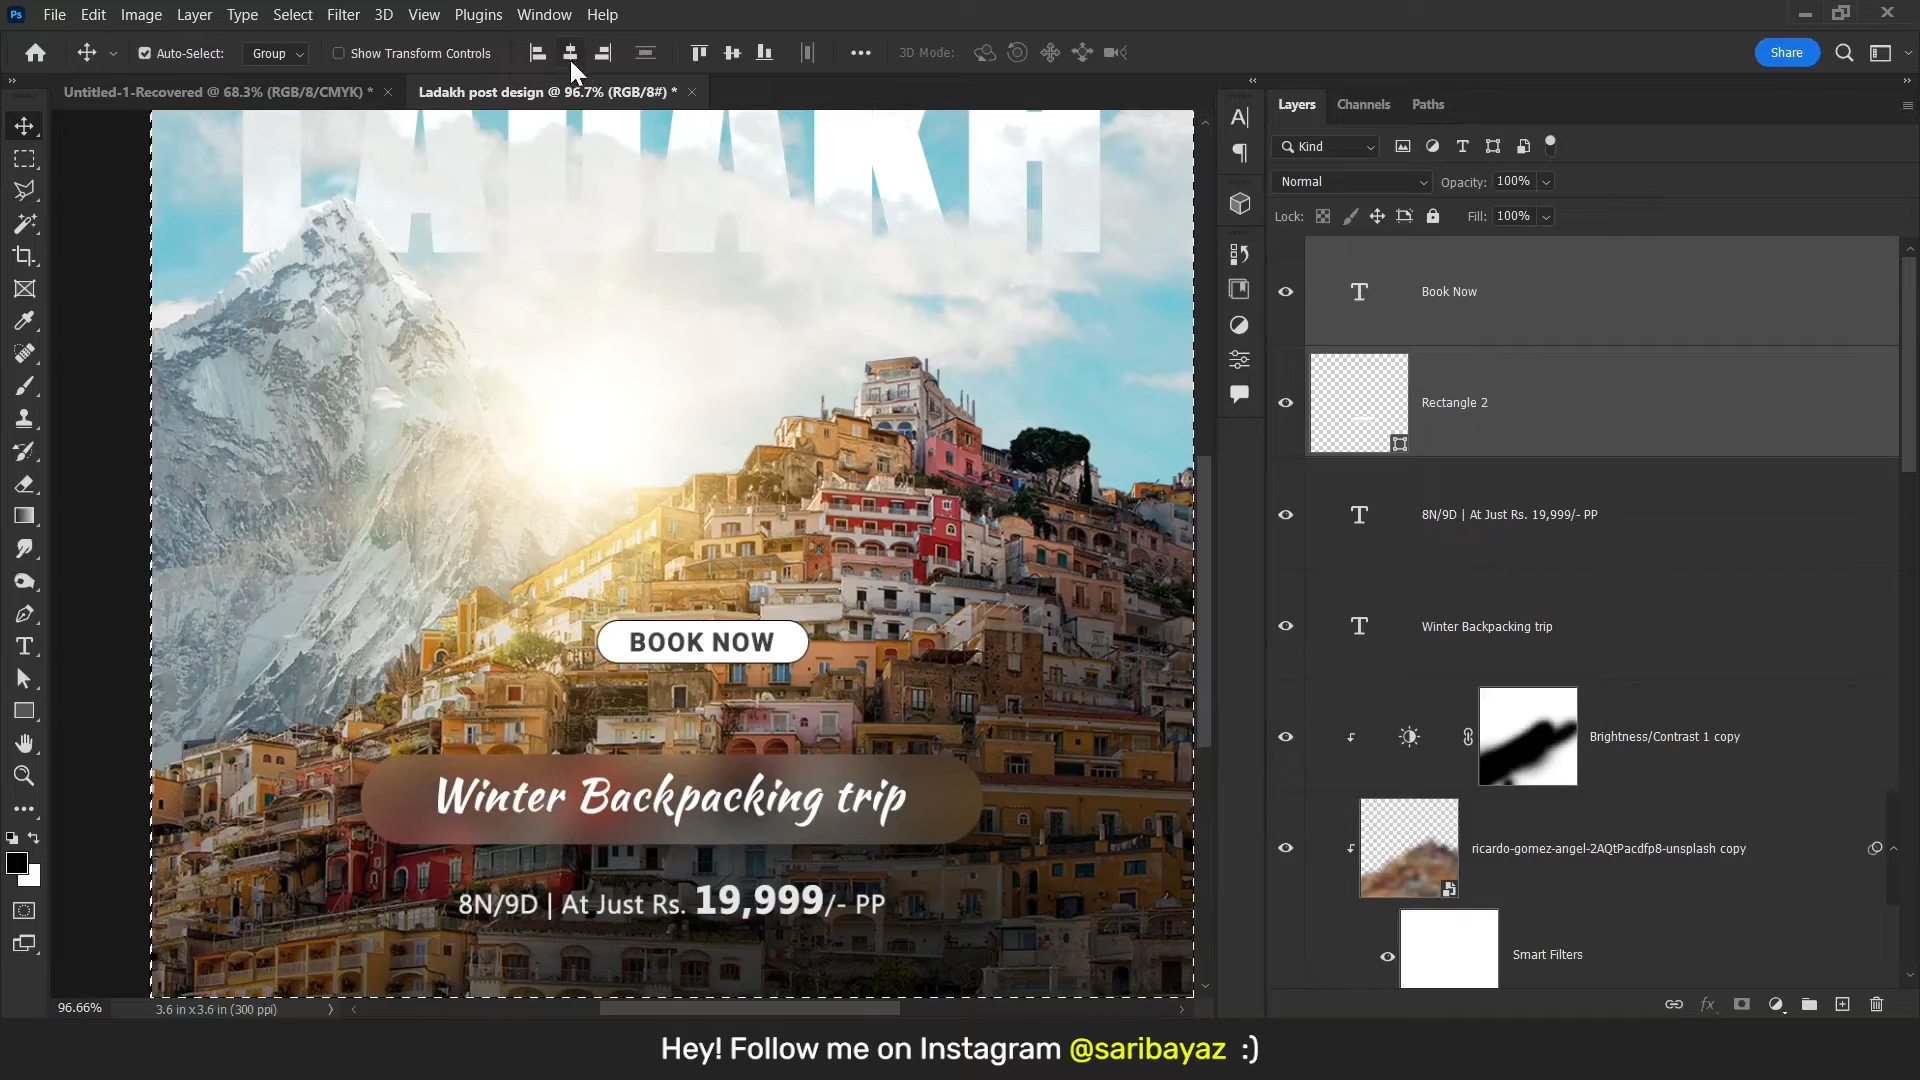 Ps File Edit Image Layer Type Select Filter 3D View Plugins Window Help
Auto-Select: Group Show Transform Controls 3D Mode: Share
Untitled-1-Recovered @ 68.3% (RGB/8/CMYK) * Ladakh post design @ 96.7% (RGB/8#) *
Layers Channels Paths
Kind
Normal Opacity: 100%
Lock: Fill: 100%
LADAKH
Book Now
Rectangle 2
8N/9D | At Just Rs. 19,999/- PP
Winter Backpacking trip
Brightness/Contrast 1 copy
ricardo-gomez-angel-2AQtPacdfp8-unsplash copy
Smart Filters
BOOK NOW
Winter Backpacking trip
8N/9D | At Just Rs. 19,999/- PP
96.66% 3.6 in x 3.6 in (300 ppi)
Hey! Follow me on Instagram @saribayaz :)